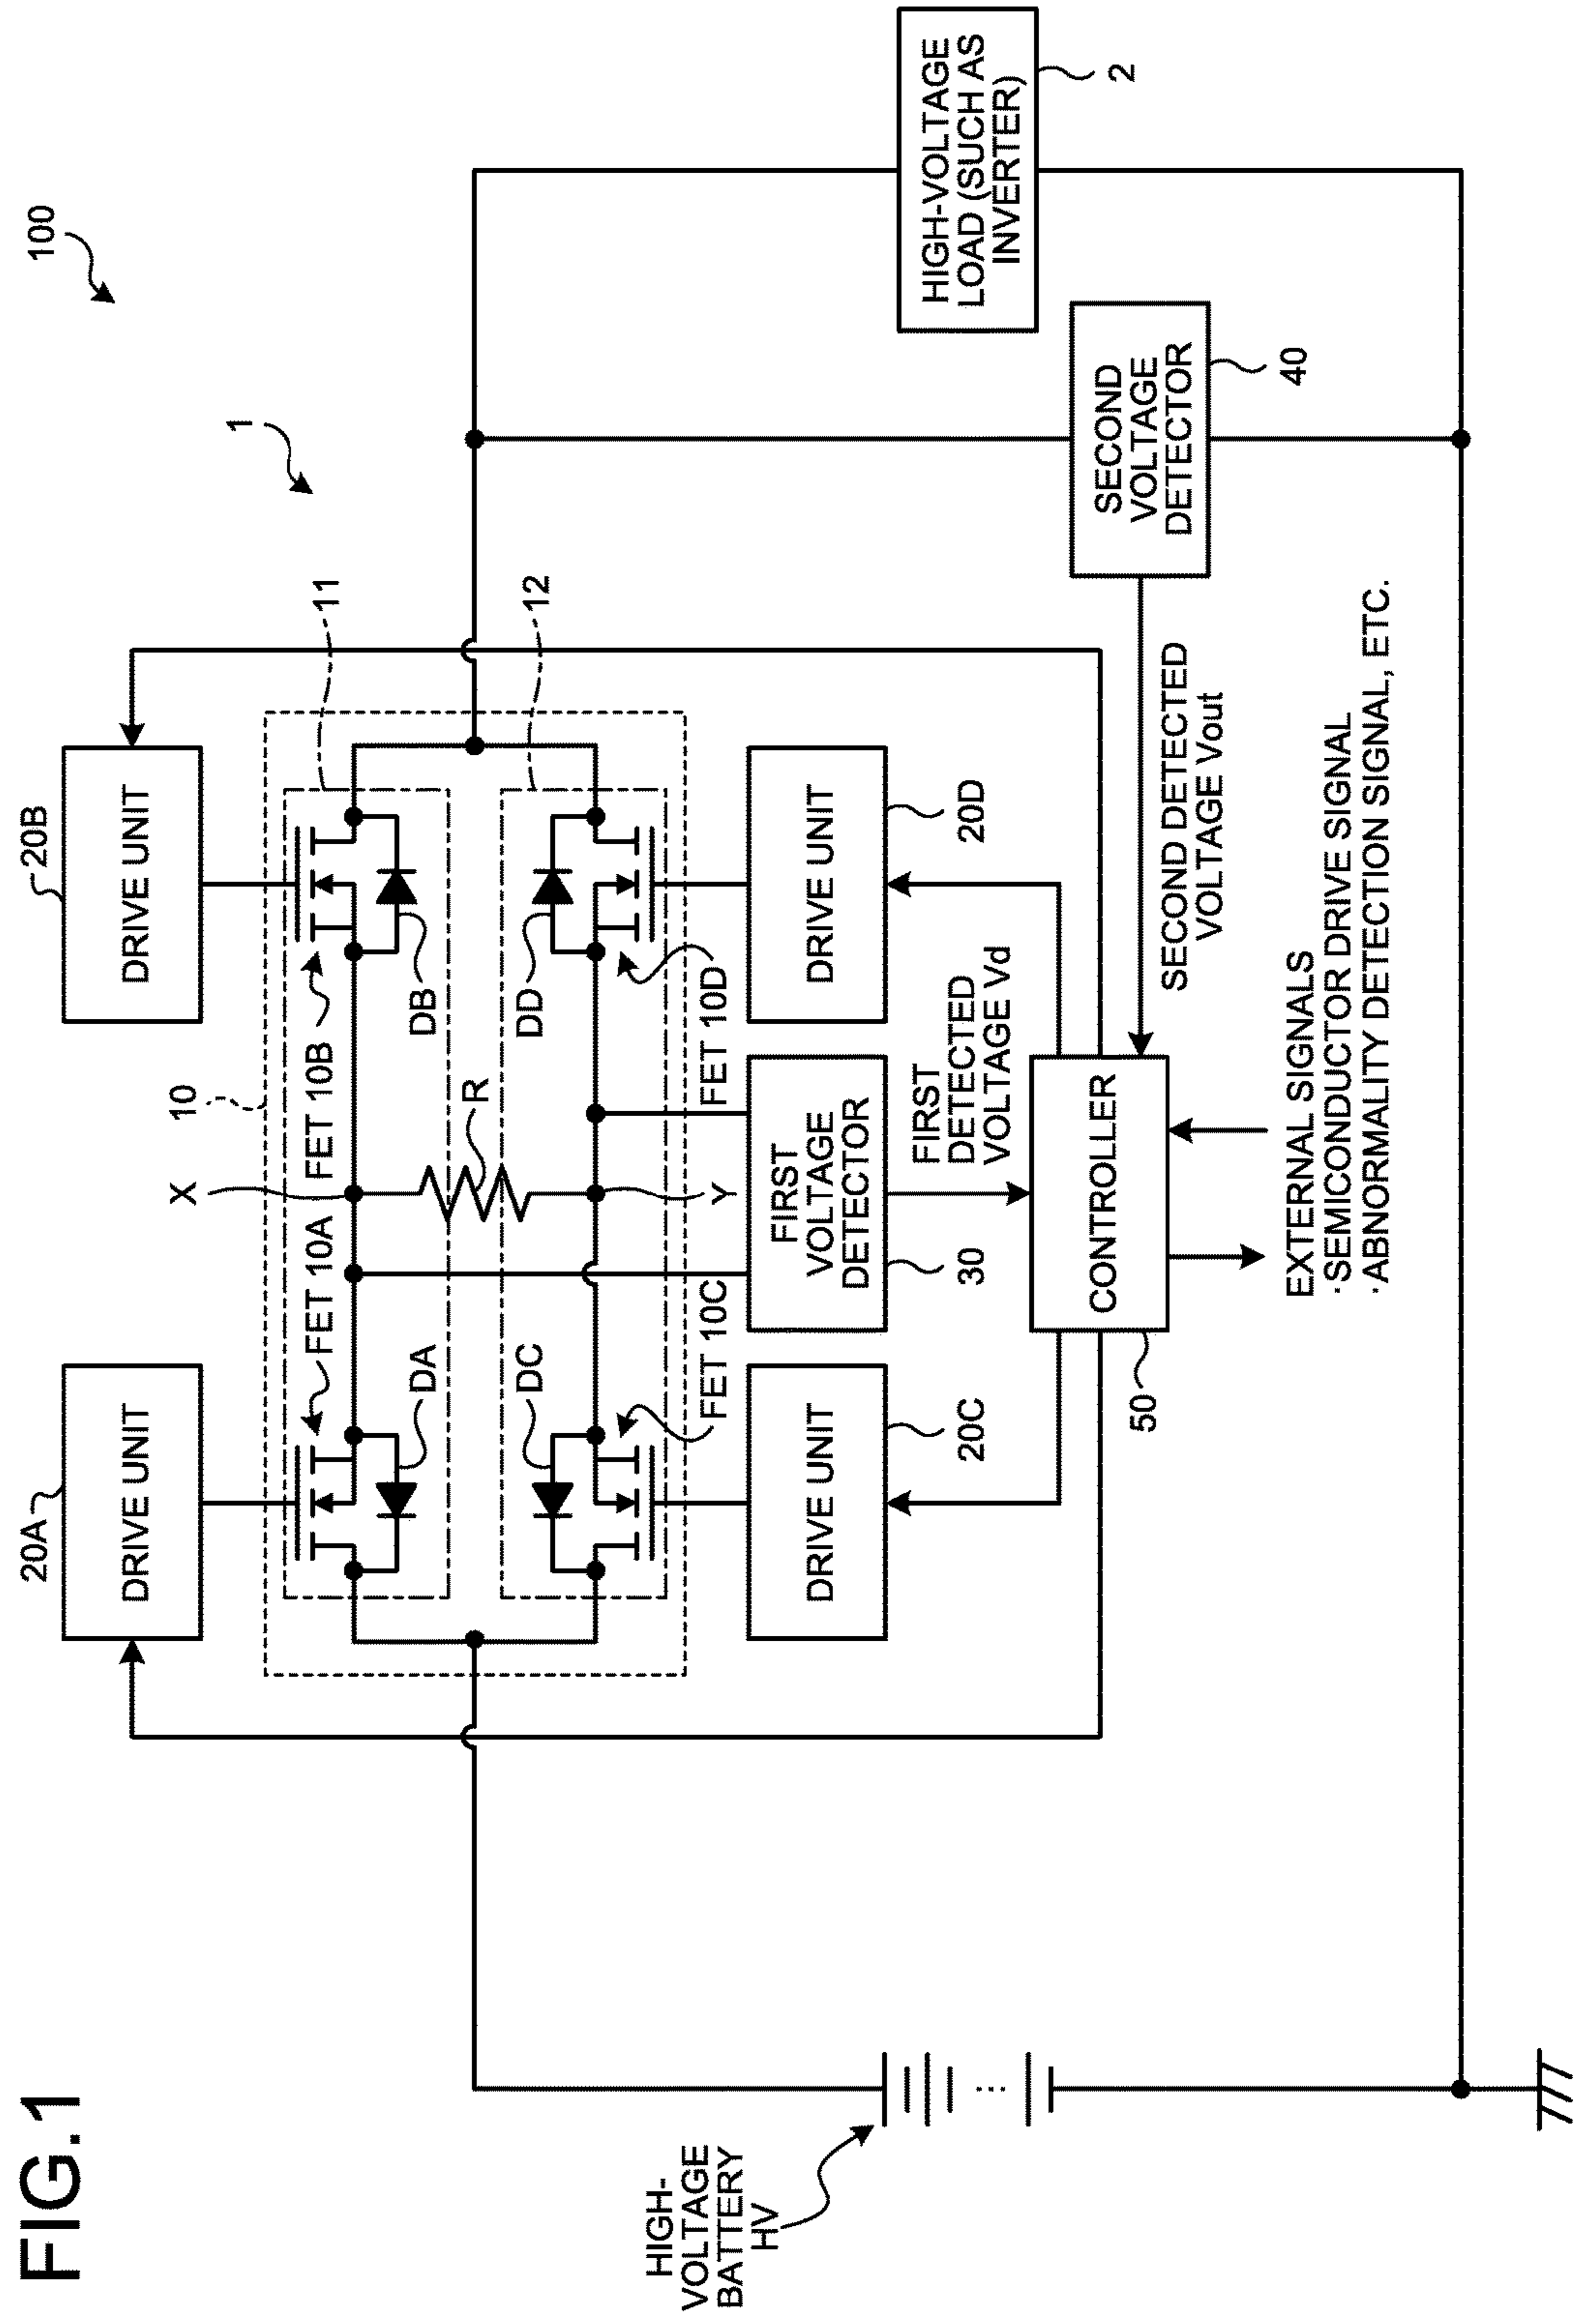 FIG.1
100
1
20A
DRIVE UNIT
20B
DRIVE UNIT
10
11
12
X
FET 10A
FET 10B
DA
DB
R
DC
DD
Y
FET 10C
FET 10D
DRIVE UNIT
20C
FIRST
VOLTAGE
DETECTOR
30
DRIVE UNIT
20D
FIRST
DETECTED
VOLTAGE Vd
HIGH-VOLTAGE
LOAD (SUCH AS
INVERTER)
2
SECOND
VOLTAGE
DETECTOR
40
CONTROLLER
50
SECOND DETECTED
VOLTAGE Vout
EXTERNAL SIGNALS
·SEMICONDUCTOR DRIVE SIGNAL
·ABNORMALITY DETECTION SIGNAL, ETC.
HIGH-
VOLTAGE
BATTERY
HV